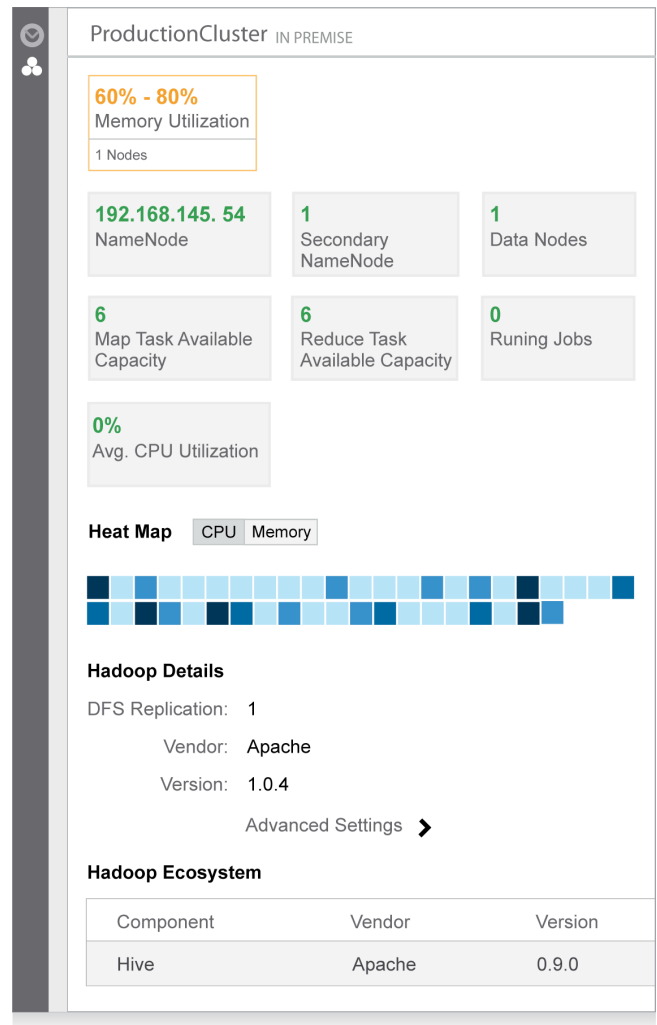 ProductionCluster IN PREMISE
60% - 80%
Memory Utilization
1 Nodes
192.168.145. 54
NameNode
1
Secondary
NameNode
1
Data Nodes
6
Map Task Available
Capacity
6
Reduce Task
Available Capacity
0
Runing Jobs
0%
Avg. CPU Utilization
Heat Map CPU Memory
Hadoop Details
DFS Replication: 1
Vendor: Apache
Version: 1.0.4
Advanced Settings
Hadoop Ecosystem
Component Vendor Version
Hive Apache 0.9.0